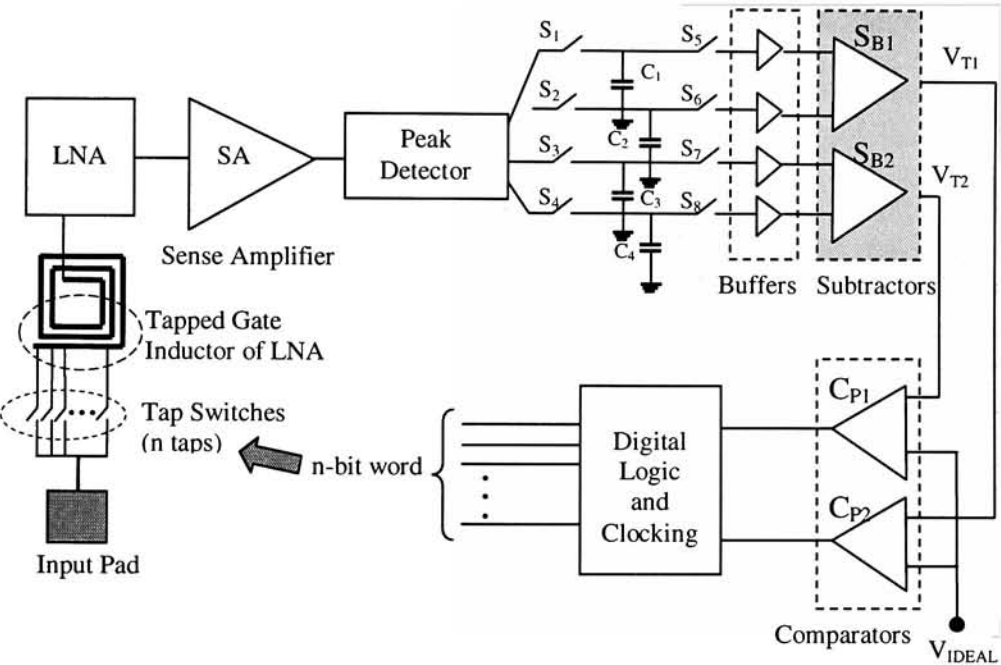 S1
S5
SB1
VT1
C1
S2
S6
LNA
SA
Peak
Detector
C2
S3
S7
SB2
VT2
C3
S4
S8
C4
Sense Amplifier
Buffers
Subtractors
Tapped Gate
Inductor of LNA
Tap Switches
(n taps)
n-bit word
Digital
Logic
and
Clocking
CP1
CP2
Input Pad
Comparators
VIDEAL